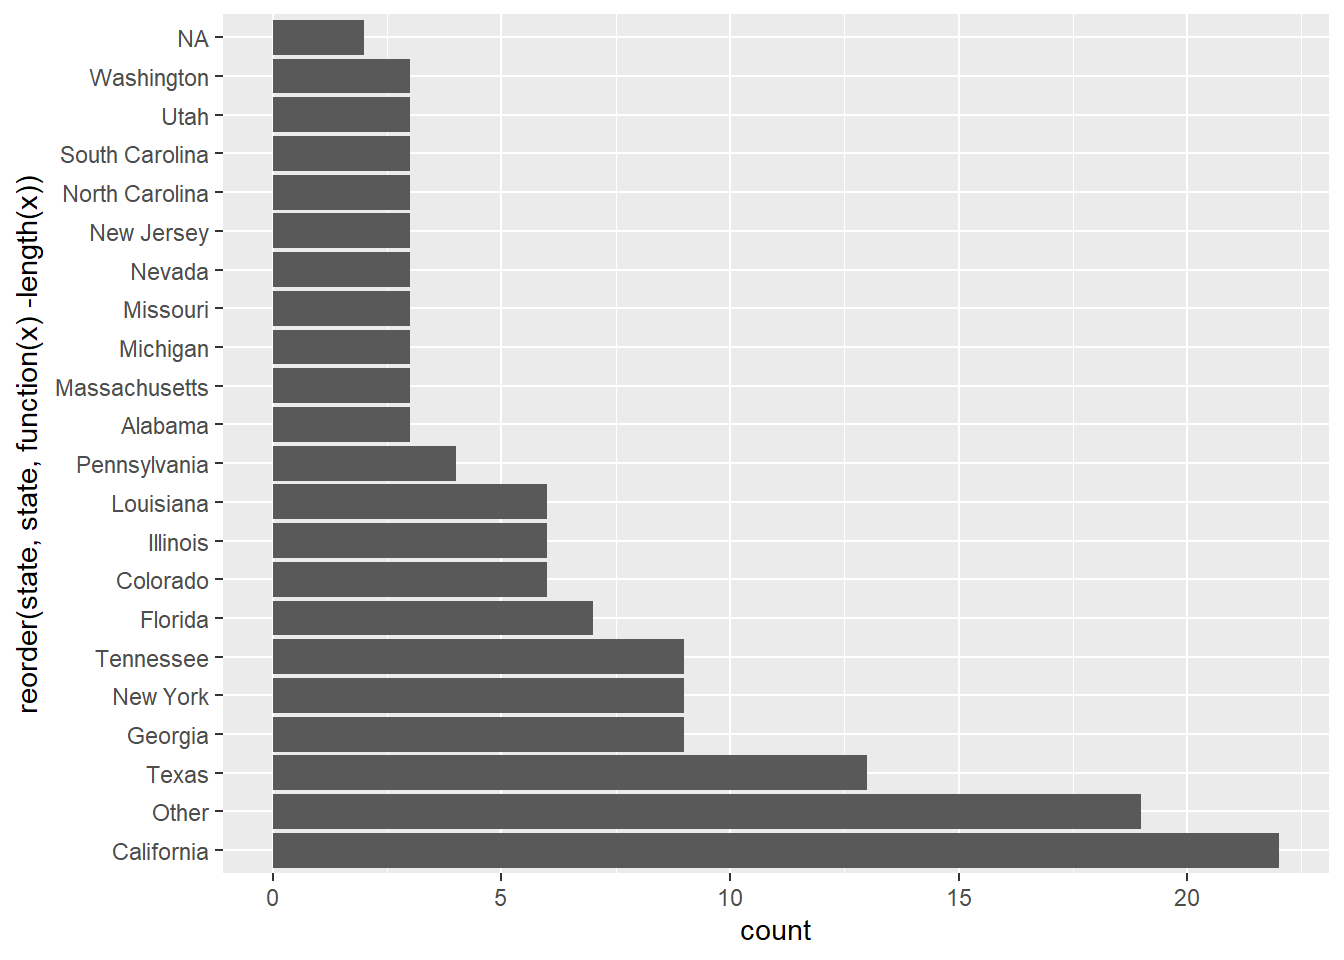 reorder(state, state, function(x) -length(x))
NA
Washington
Utah
South Carolina
North Carolina
New Jersey
Nevada
Missouri
Michigan
Massachusetts
Alabama
Pennsylvania
Louisiana
Illinois
Colorado
Florida
Tennessee
New York
Georgia
Texas
Other
California
0 5 10 15 20
count